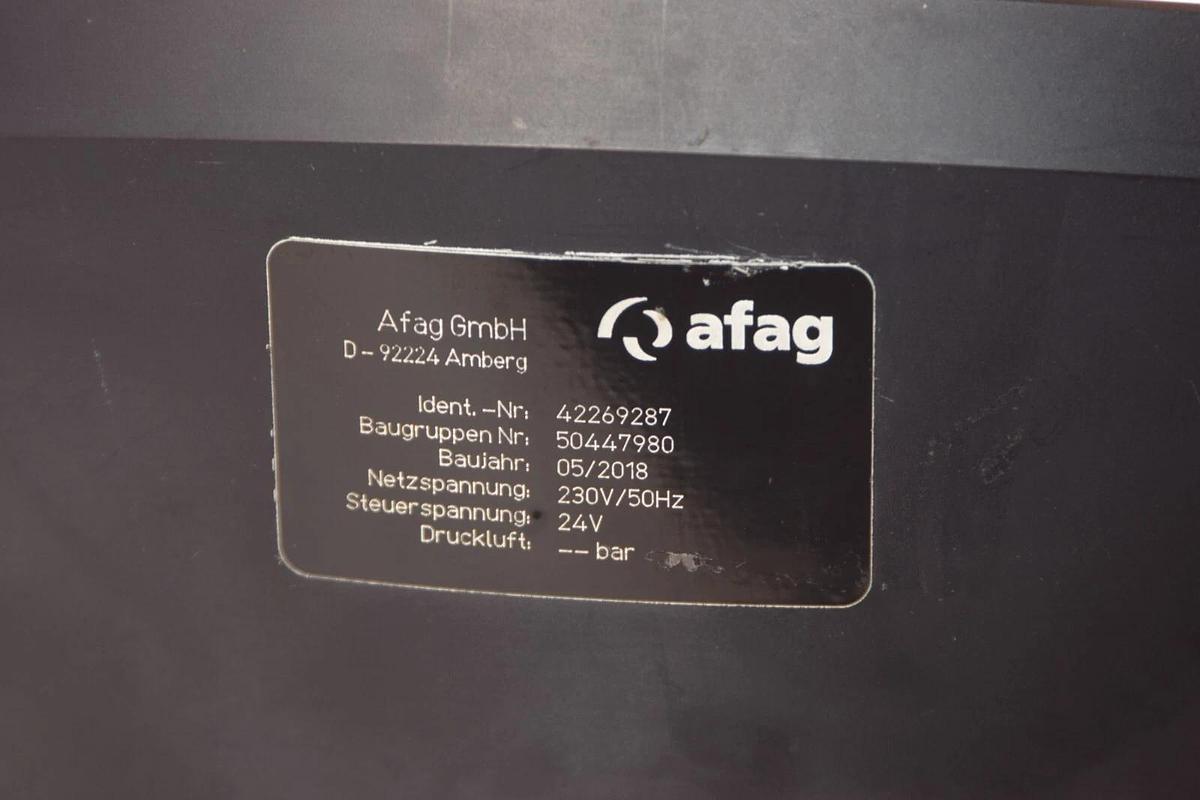 afag
Afag GmbH
D-92224 Amberg
Ident.-Nr: 42269287
Baugruppen Nr: 50447980
Baujahr: 05/2018
Netzspannung: 230V/50Hz
Steuerspannung: 24V
Druckluft: -- bar